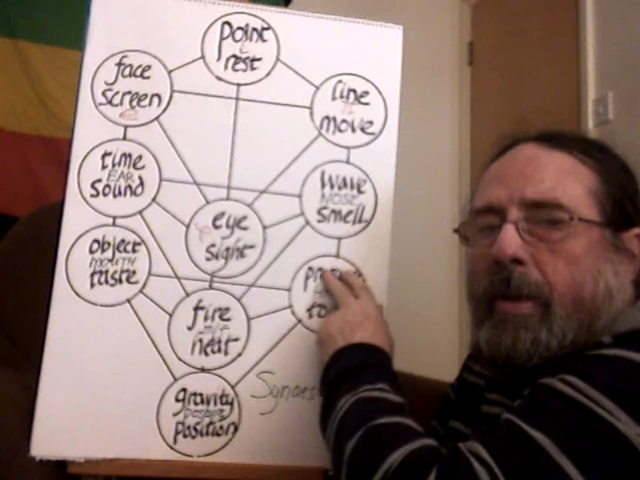 point
rest
face
screen
line
move
time
EAR
sound
wave
NOSE
smell
eye
sight
object
MOUTH
taste
fire
heat
gravity
position